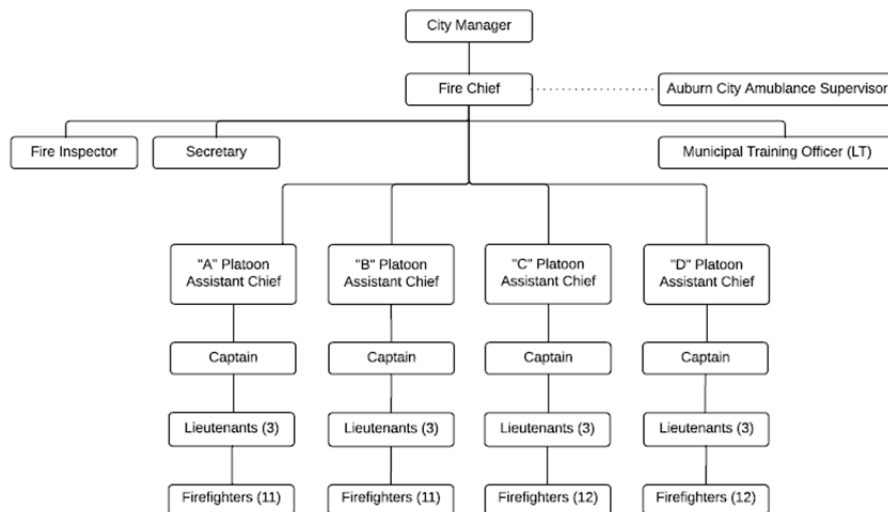 City Manager
Fire Chief
Auburn City Amublance Supervisor
Fire Inspector
Secretary
Municipal Training Officer (LT)
"A" Platoon
Assistant Chief
"B" Platoon
Assistant Chief
"C" Platoon
Assistant Chief
"D" Platoon
Assistant Chief
Captain
Captain
Captain
Captain
Lieutenants (3)
Lieutenants (3)
Lieutenants (3)
Lieutenants (3)
Firefighters (11)
Firefighters (11)
Firefighters (12)
Firefighters (12)